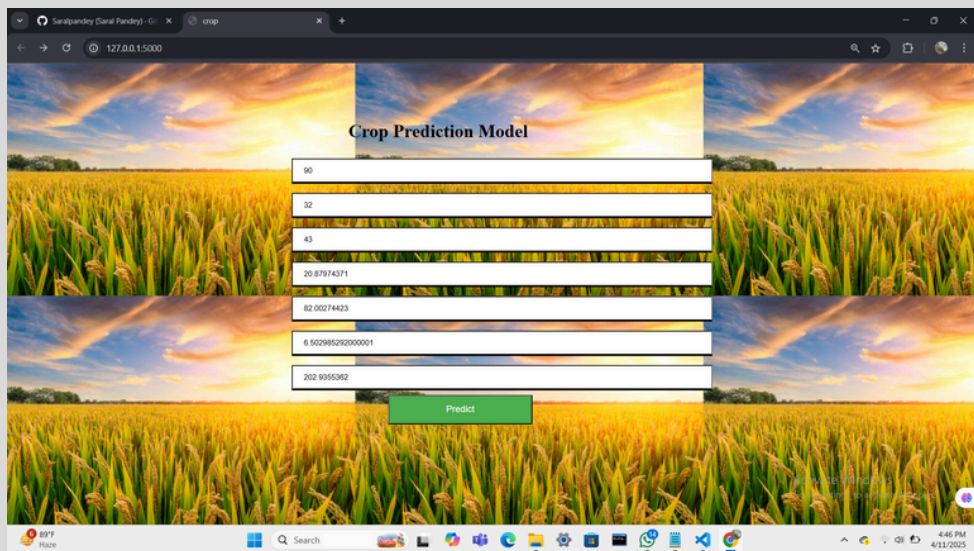 Saralpandey (Saral Pandey) · Gi
crop
127.0.0.1:5000
Crop Prediction Model
90
32
43
20.87974371
82.00274423
6.502985292000001
202.9355362
Predict
6
89°F
Haze
Search
4:46 PM
4/11/2025